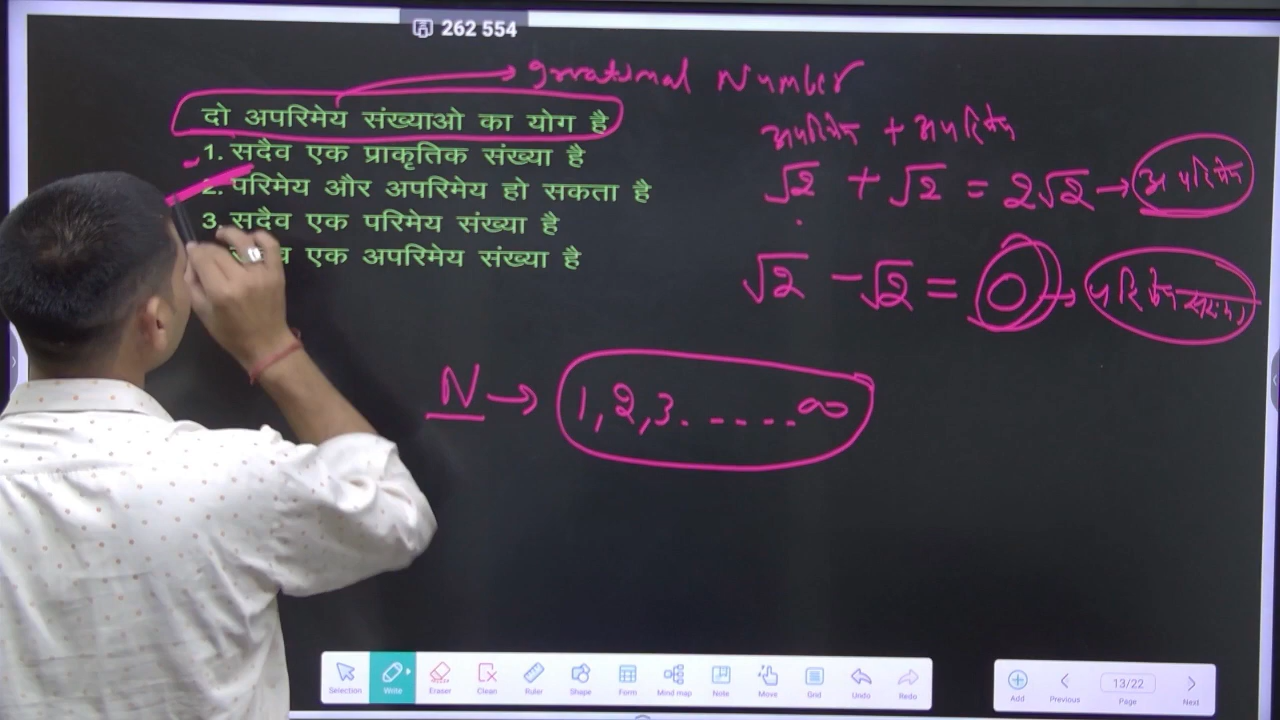 262 554
Irrational Number
दो अपरिमेय संख्याओ का योग है
1. सदैव एक प्राकृतिक संख्या है
2. परिमेय और अपरिमेय हो सकता है
3. सदैव एक परिमेय संख्या है
एक अपरिमेय संख्या है
अपरिमेय + अपरिमेय
√2 + √2 = 2√2 → अपरिमेय
√2 - √2 = 0 → परिमेय
N → 1, 2, 3. - - - - . ∞
Selection Write Eraser Clean Ruler Shape Form Mind map Note Move Grid Undo Redo
Add Previous 13/22 Page Next